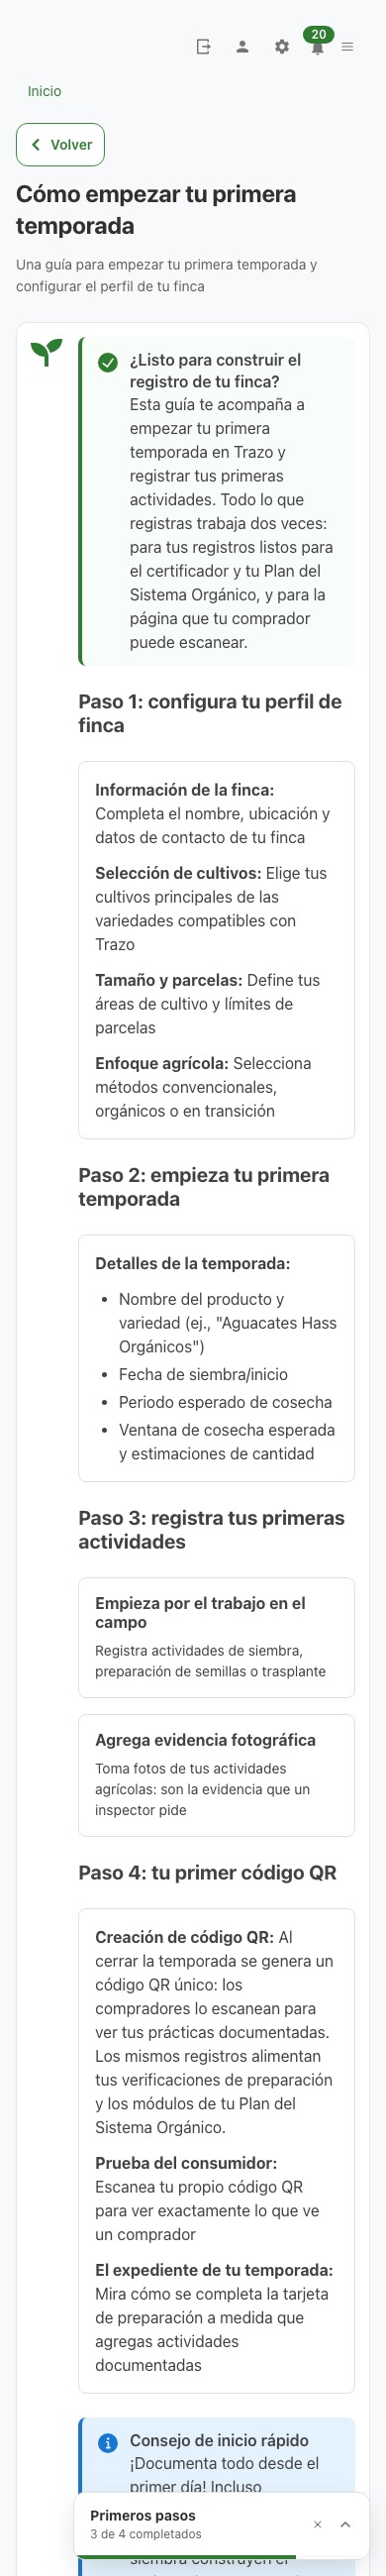 20
Inicio
Volver
Cómo empezar tu primera
temporada
Una guía para empezar tu primera temporada y
configurar el perfil de tu finca
¿Listo para construir el
registro de tu finca?
Esta guía te acompaña a
empezar tu primera
temporada en Trazo y
registrar tus primeras
actividades. Todo lo que
registras trabaja dos veces:
para tus registros listos para
el certificador y tu Plan del
Sistema Orgánico, y para la
página que tu comprador
puede escanear.
Paso 1: configura tu perfil de
finca
Información de la finca:
Completa el nombre, ubicación y
datos de contacto de tu finca
Selección de cultivos: Elige tus
cultivos principales de las
variedades compatibles con
Trazo
Tamaño y parcelas: Define tus
áreas de cultivo y límites de
parcelas
Enfoque agrícola: Selecciona
métodos convencionales,
orgánicos o en transición
Paso 2: empieza tu primera
temporada
Detalles de la temporada:
• Nombre del producto y
variedad (ej., "Aguacates Hass
Orgánicos")
• Fecha de siembra/inicio
• Periodo esperado de cosecha
• Ventana de cosecha esperada
y estimaciones de cantidad
Paso 3: registra tus primeras
actividades
Empieza por el trabajo en el
campo
Registra actividades de siembra,
preparación de semillas o trasplante
Agrega evidencia fotográfica
Toma fotos de tus actividades
agrícolas: son la evidencia que un
inspector pide
Paso 4: tu primer código QR
Creación de código QR: Al
cerrar la temporada se genera un
código QR único: los
compradores lo escanean para
ver tus prácticas documentadas.
Los mismos registros alimentan
tus verificaciones de preparación
y los módulos de tu Plan del
Sistema Orgánico.
Prueba del consumidor:
Escanea tu propio código QR
para ver exactamente lo que ve
un comprador
El expediente de tu temporada:
Mira cómo se completa la tarjeta
de preparación a medida que
agregas actividades
documentadas
Consejo de inicio rápido
¡Documenta todo desde el
primer día! Incluso
Primeros pasos
3 de 4 completados